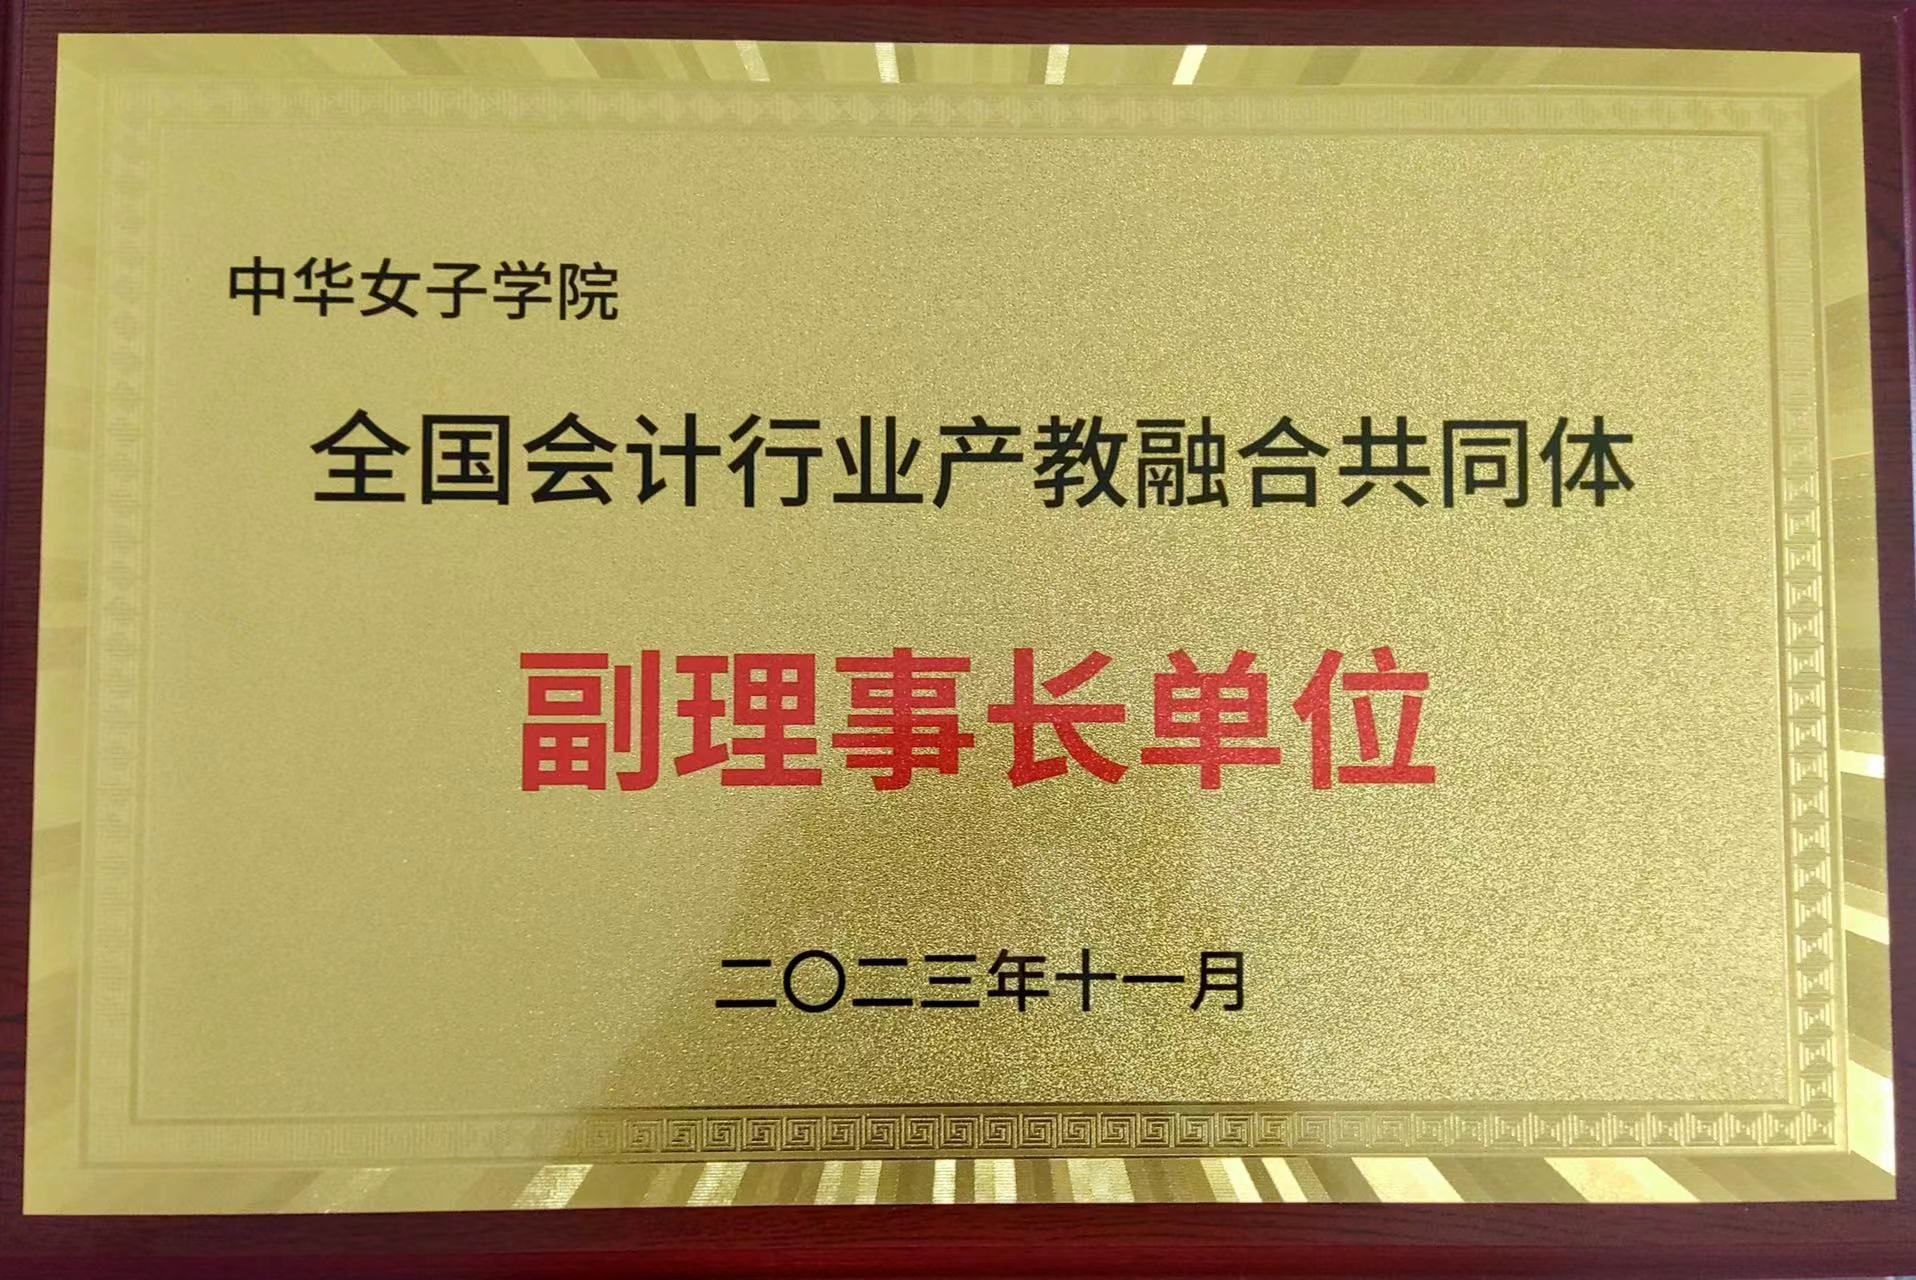 中华女子学院
全国会计行业产教融合共同体
副理事长单位
二〇二三年十一月